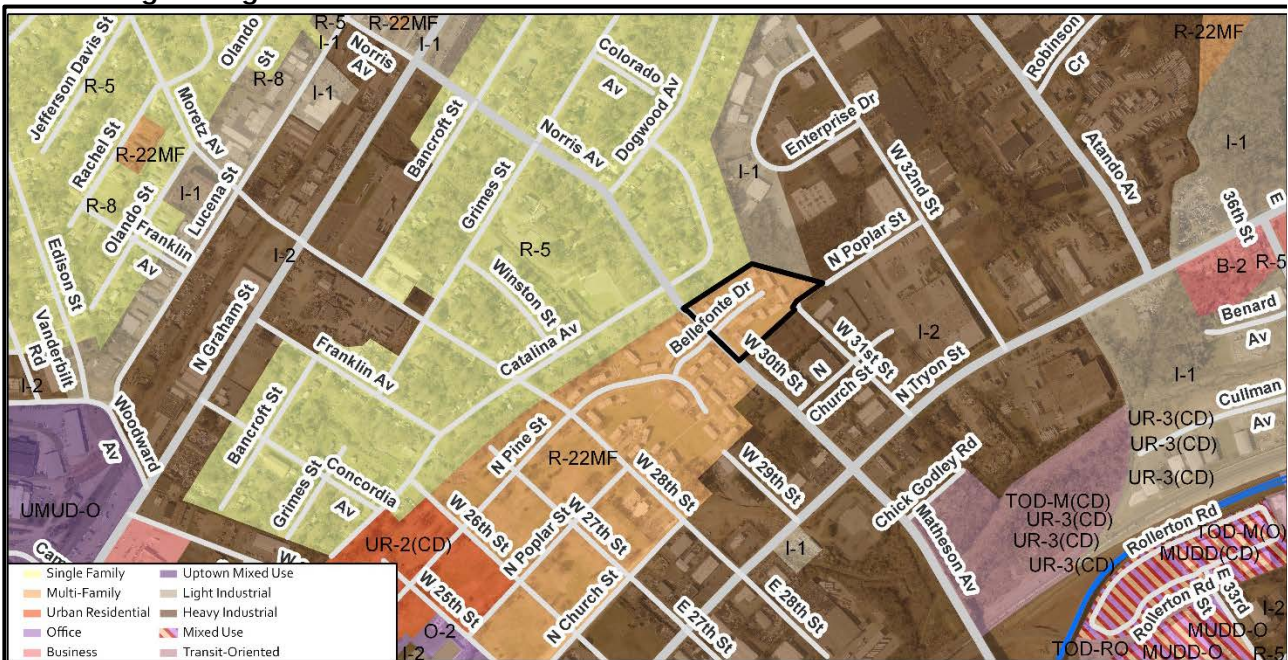 R-5
R-22MF
Olando St
Jefferson Davis St
R-5
R-8
I-1
Norris Av
I-1
Colorado Av
R-22MF
Robinson Cr
Moretz Av
I-1
Rachel St
R-22MF
Bancroft St
Norris Av
Dogwood Av
Enterprise Dr
I-1
I-1
I-1
Lucena St
Grimes St
W 32nd St
Atando Av
R-8
Olando St
Franklin Av
36th St
E
N Poplar St
Edison St
I-2
R-5
B-2
R-5
N Graham St
Winston St
Bellefonte Dr
Benard Av
Vanderbilt Rd
Catalina Av
W 30th St
W 31st St
I-2
I-2
Franklin Av
N Church St
N Tryon St
I-1
Cullman Av
Woodward Av
Bancroft St
N Pine St
UR-3(CD)
UR-3(CD)
R-22MF
W 28th St
W 29th St
Chick Godley Rd
UR-3(CD)
UMUD-O
Grimes St
Concordia Av
TOD-M(CD)
UR-3(CD)
UR-3(CD)
UR-3(CD)
W 26th St
N Poplar St
W 27th St
Matheson Av
Rollerton Rd
TOD-M(O)
MUDD(CD)
UR-2(CD)
I-1
W 25th St
N Church St
E 28th St
Rollerton Rd
E 33rd St
I-2
O-2
I-2
E 27th St
MUDD-O
TOD-RO
MUDD-O
R-5
Single Family
Multi-Family
Urban Residential
Office
Business
Uptown Mixed Use
Light Industrial
Heavy Industrial
Mixed Use
Transit-Oriented